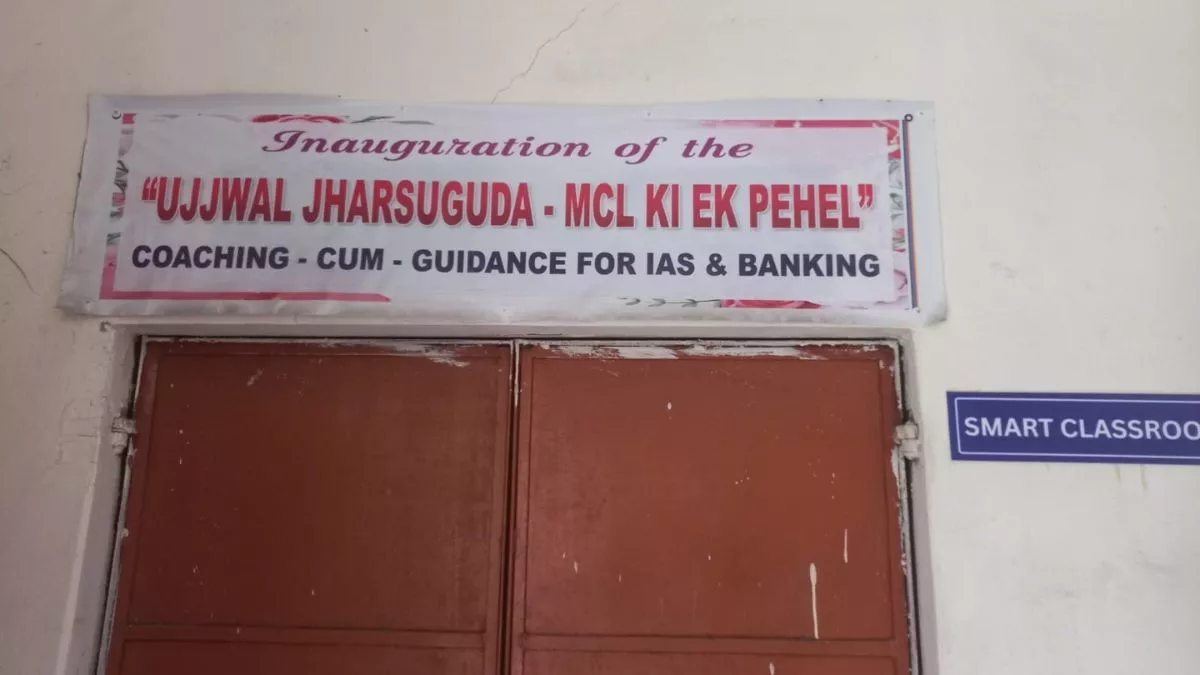 Inauguration of the
"UJJWAL JHARSUGUDA - MCL KI EK PEHEL"
COACHING - CUM - GUIDANCE FOR IAS & BANKING
SMART CLASSROO